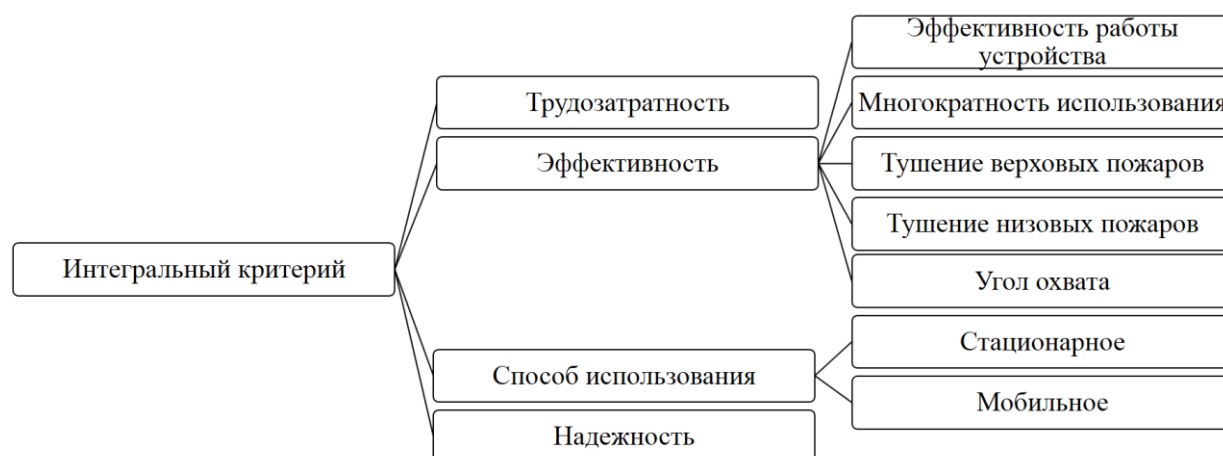 Интегральный критерий
Трудозатратность
Эффективность
Эффективность работы
устройства
Многократность использования
Тушение верховых пожаров
Тушение низовых пожаров
Угол охвата
Способ использования
Стационарное
Мобильное
Надежность